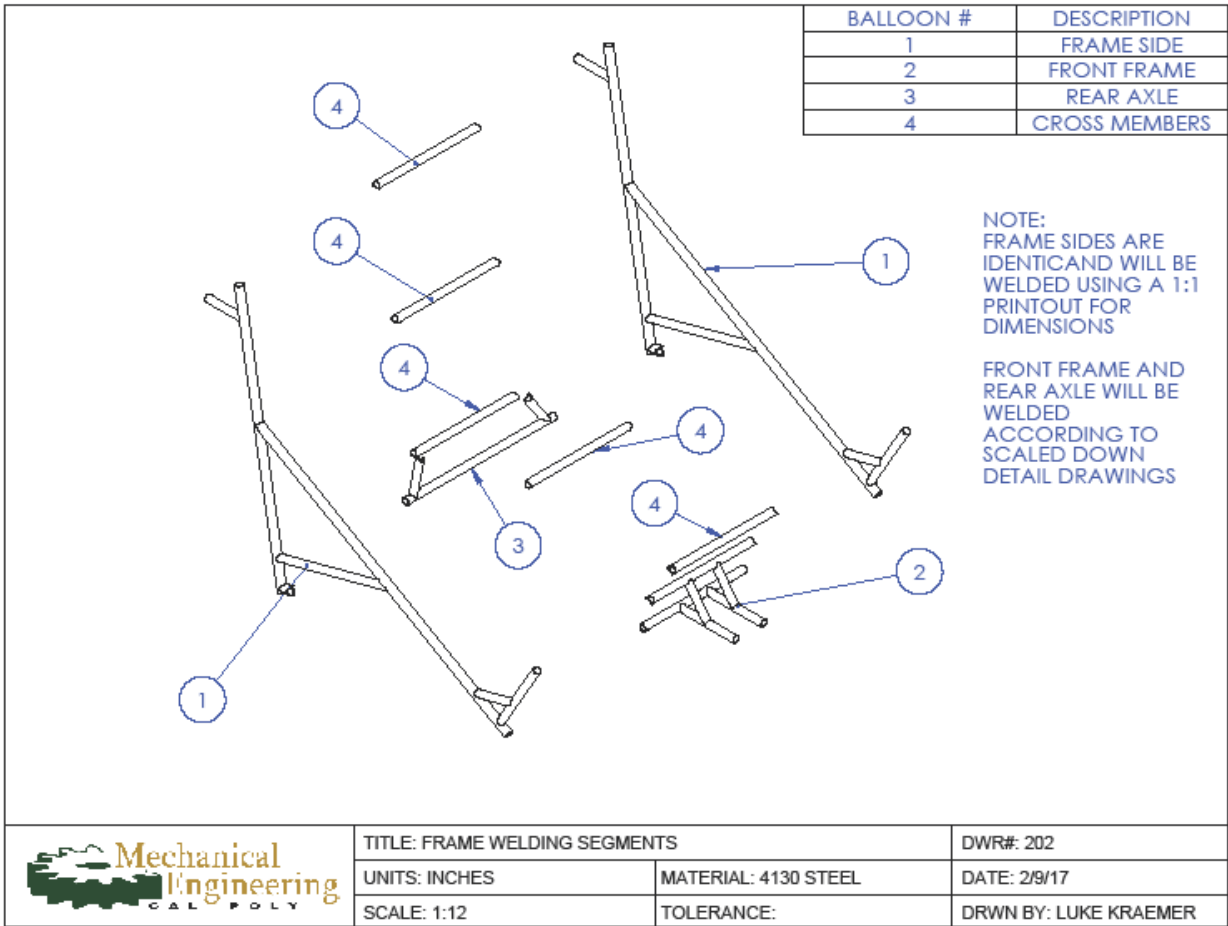 BALLOON # DESCRIPTION
1 FRAME SIDE
2 FRONT FRAME
3 REAR AXLE
4 CROSS MEMBERS
4
4
1
NOTE:
FRAME SIDES ARE
IDENTICAND WILL BE
WELDED USING A 1:1
PRINTOUT FOR
DIMENSIONS
FRONT FRAME AND
REAR AXLE WILL BE
WELDED
ACCORDING TO
SCALED DOWN
DETAIL DRAWINGS
4
4
4
3
2
1
Mechanical
Engineering
CAL POLY
TITLE: FRAME WELDING SEGMENTS
DWR#: 202
UNITS: INCHES
MATERIAL: 4130 STEEL
DATE: 2/9/17
SCALE: 1:12
TOLERANCE:
DRWN BY: LUKE KRAEMER